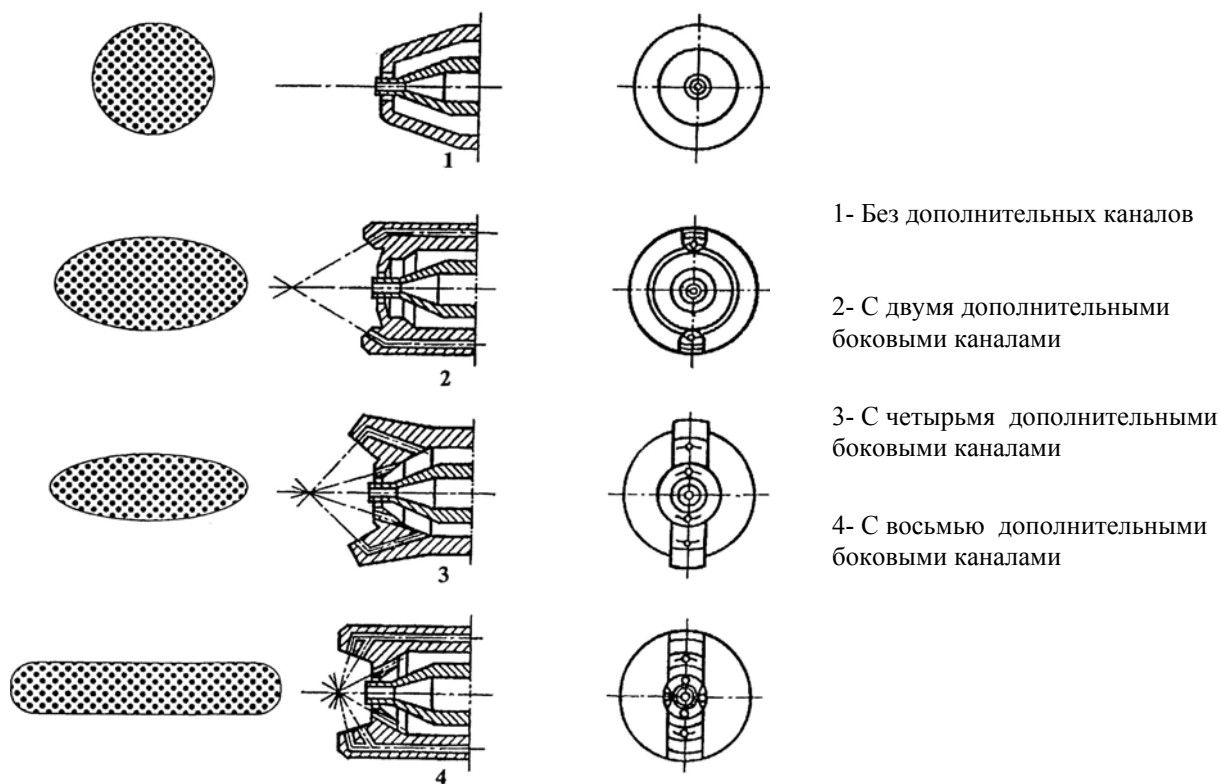 1
2
3
4
1- Без дополнительных каналов
2- С двумя дополнительными
боковыми каналами
3- С четырьмя дополнительными
боковыми каналами
4- С восьмью дополнительными
боковыми каналами